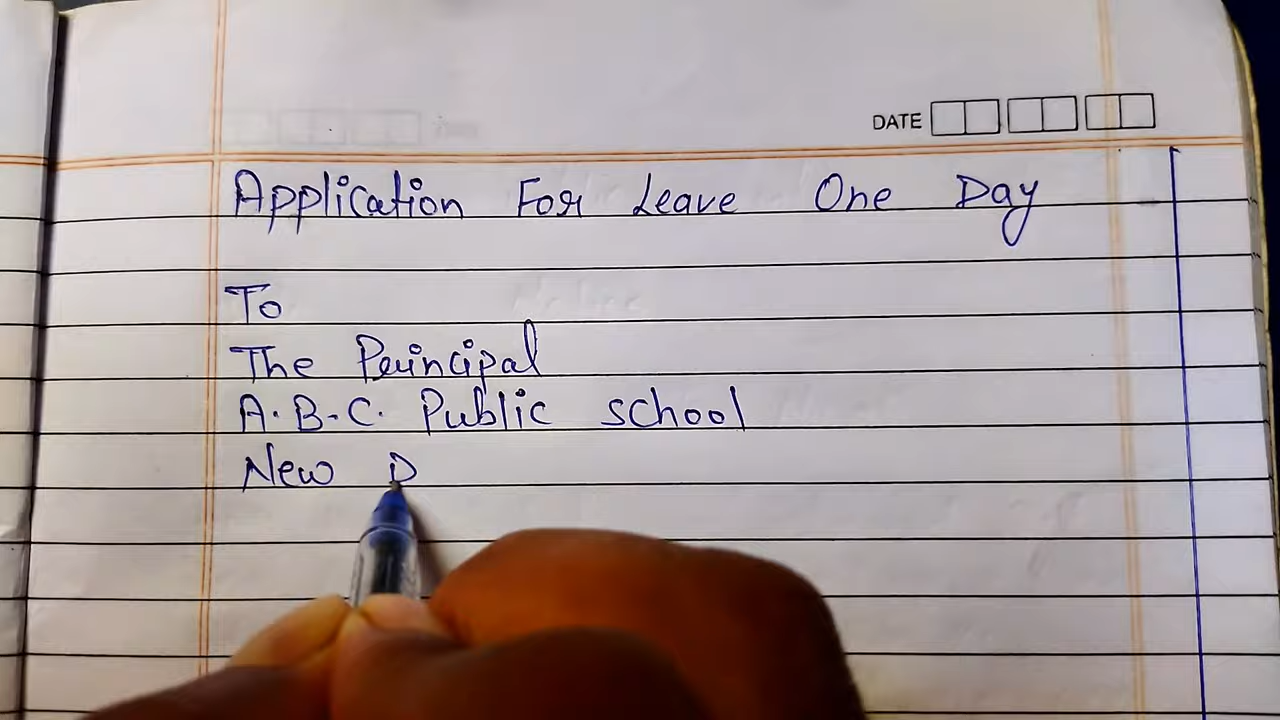 DATE
Application For Leave One Day
To
The Principal
A.B.C. Public school
New D